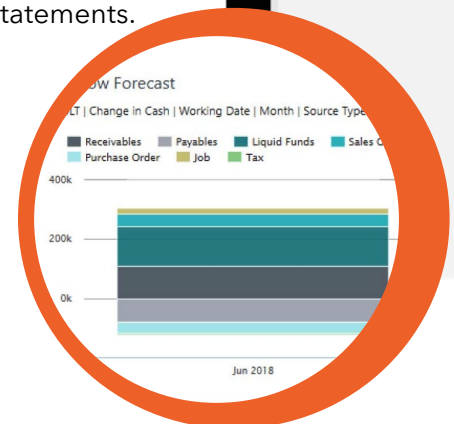 tatements.
ow Forecast
LT | Change in Cash | Working Date | Month | Source Type
Receivables Payables Liquid Funds Sales O
Purchase Order Job Tax
400k
200k
0k
Jun 2018